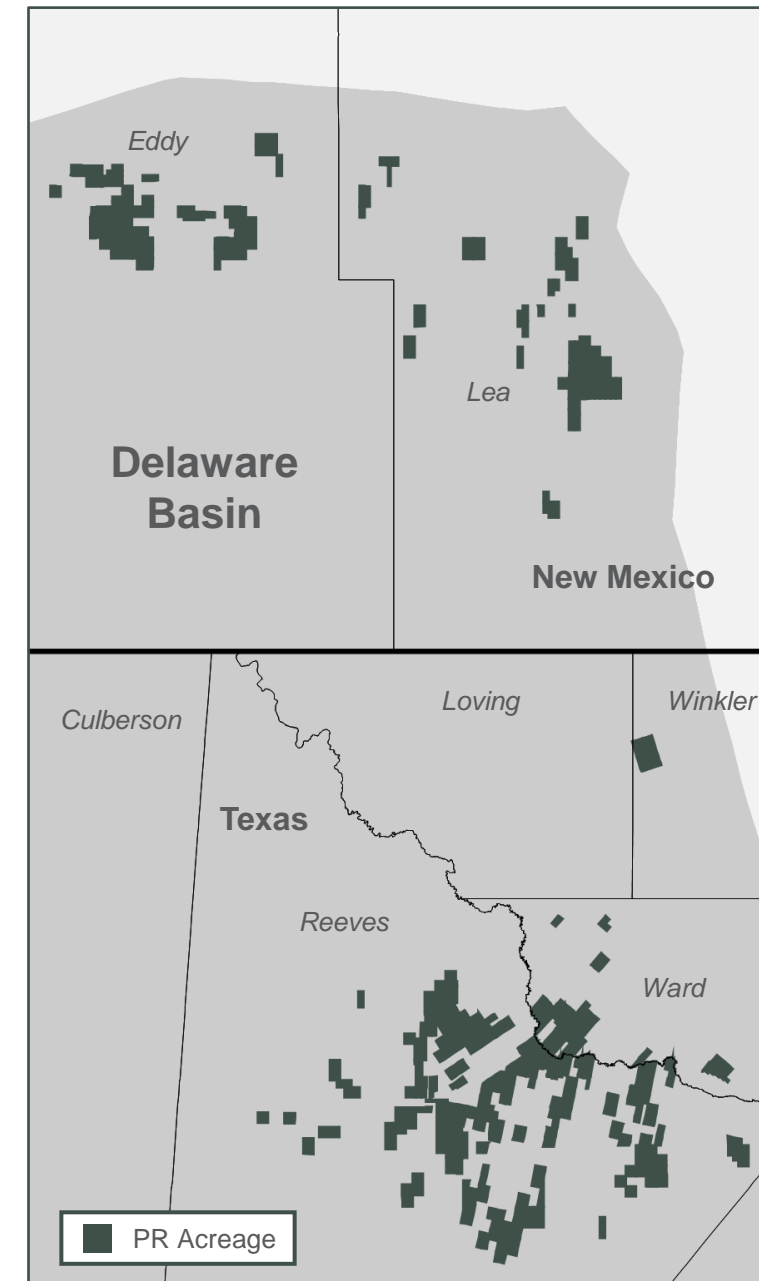 Eddy
Lea
Delaware
Basin
New Mexico
Culberson
Loving
Winkler
Texas
Reeves
Ward
PR Acreage